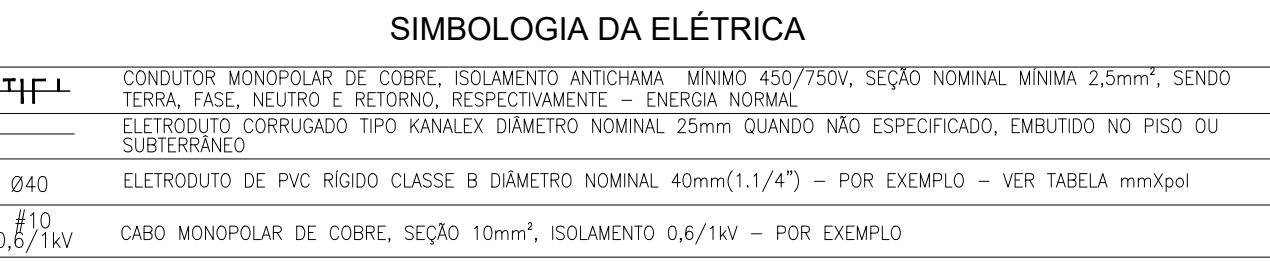 SIMBOLOGIA DA ELÉTRICA
CONDUTOR MONOPOLAR DE COBRE, ISOLAMENTO ANTICHAMA MÍNIMO 450/750V, SEÇÃO NOMINAL MÍNIMA 2,5mm², SENDO
TERRA, FASE, NEUTRO E RETORNO, RESPECTIVAMENTE – ENERGIA NORMAL
ELETRODUTO CORRUGADO TIPO KANALEX DIÂMETRO NOMINAL 25mm QUANDO NÃO ESPECIFICADO, EMBUTIDO NO PISO OU
SUBTERRÂNEO
Ø40 ELETRODUTO DE PVC RÍGIDO CLASSE B DIÂMETRO NOMINAL 40mm(1.1/4") – POR EXEMPLO – VER TABELA mmXpol
#10
0,6/1kV CABO MONOPOLAR DE COBRE, SEÇÃO 10mm², ISOLAMENTO 0,6/1kV – POR EXEMPLO